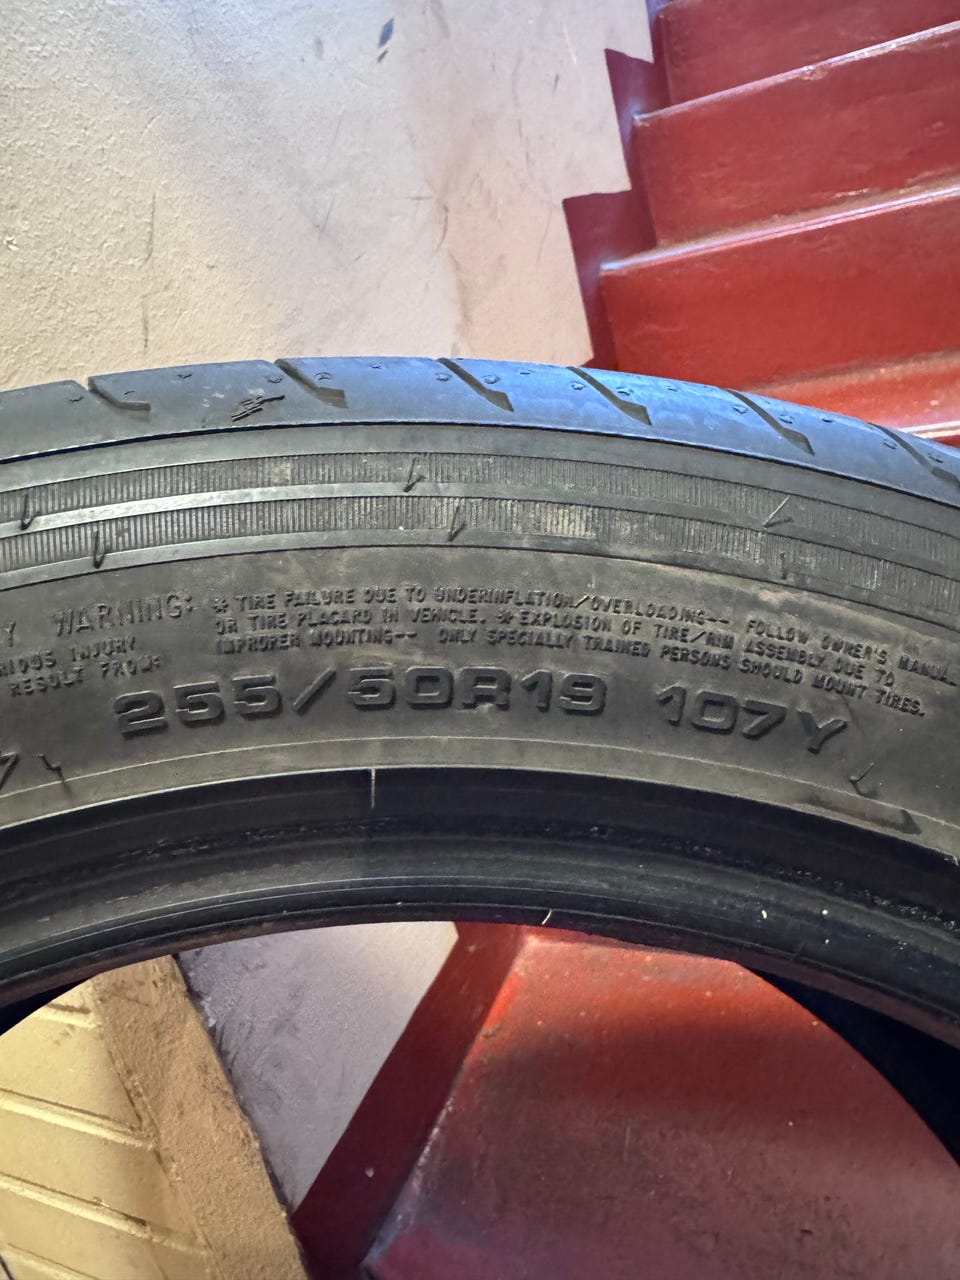 WARNING:
INJURY
RESULT FROM:
* TIRE FAILURE DUE TO UNDERINFLATION/OVERLOADING-- FOLLOW OWNER'S MANUAL
OR TIRE PLACARD IN VEHICLE. * EXPLOSION OF TIRE/RIM ASSEMBLY DUE TO
IMPROPER MOUNTING-- ONLY SPECIALLY TRAINED PERSONS SHOULD MOUNT TIRES.
255/50R19 107Y